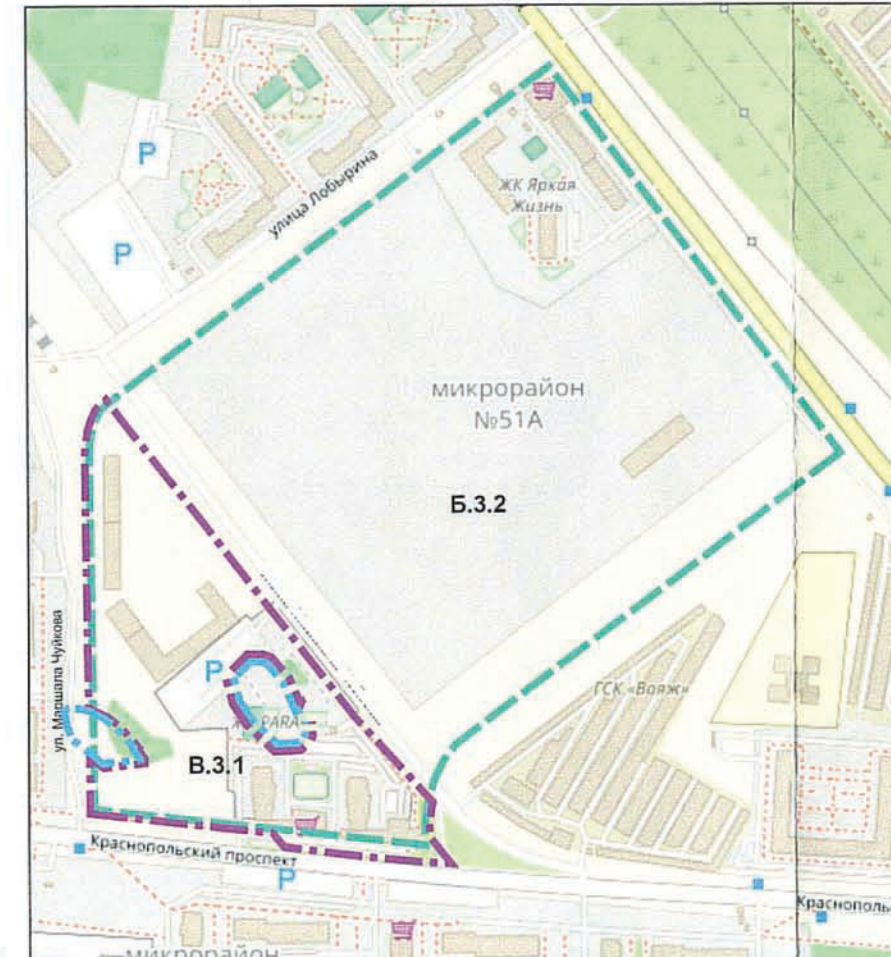 P
P
улица Лобырина
ЖК Яркая
Жизнь
микрорайон
№51А
Б.3.2
ул. Маршала Чуйкова
P
PARA
ГСК «Вояж»
В.3.1
Краснопольский проспект
P
Краснополь
микрорайон